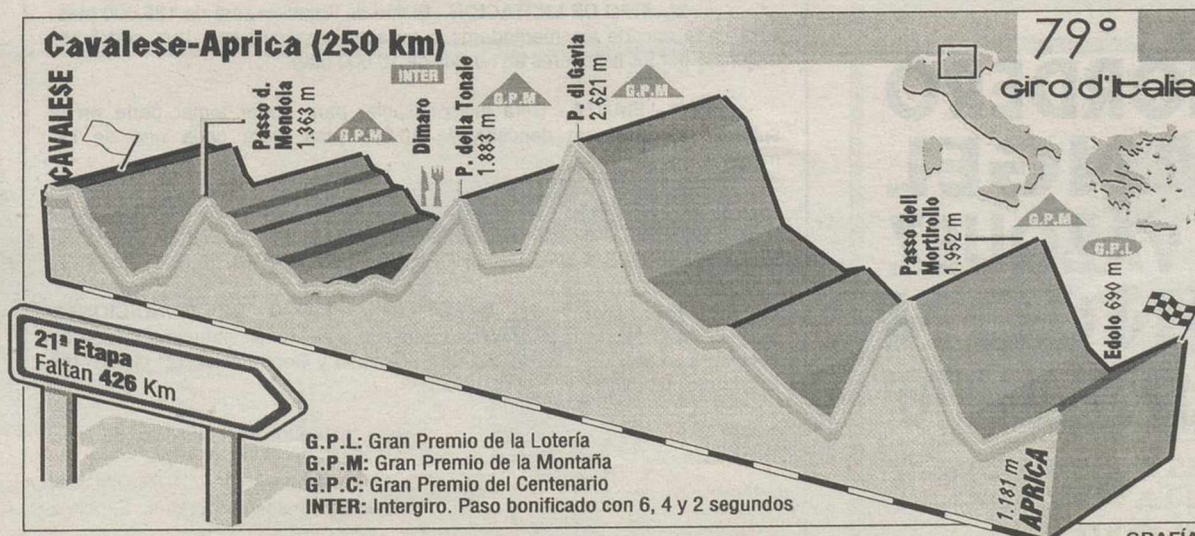 Cavalese-Aprica (250 km)
79°
giro d'Italia
CAVALESE
Passo d.
Mendola
1.363 m
G.P.M
INTER
Dimaro
P. della Tonale
1.883 m
G.P.M
P. di Gavia
2.621 m
G.P.M
Passo dell
Mortirollo
1.952 m
G.P.M
G.P.L
Edolo 690 m
1.181 m
APRICA
21ª Etapa
Faltan 426 Km
G.P.L: Gran Premio de la Lotería
G.P.M: Gran Premio de la Montaña
G.P.C: Gran Premio del Centenario
INTER: Intergiro. Paso bonificado con 6, 4 y 2 segundos